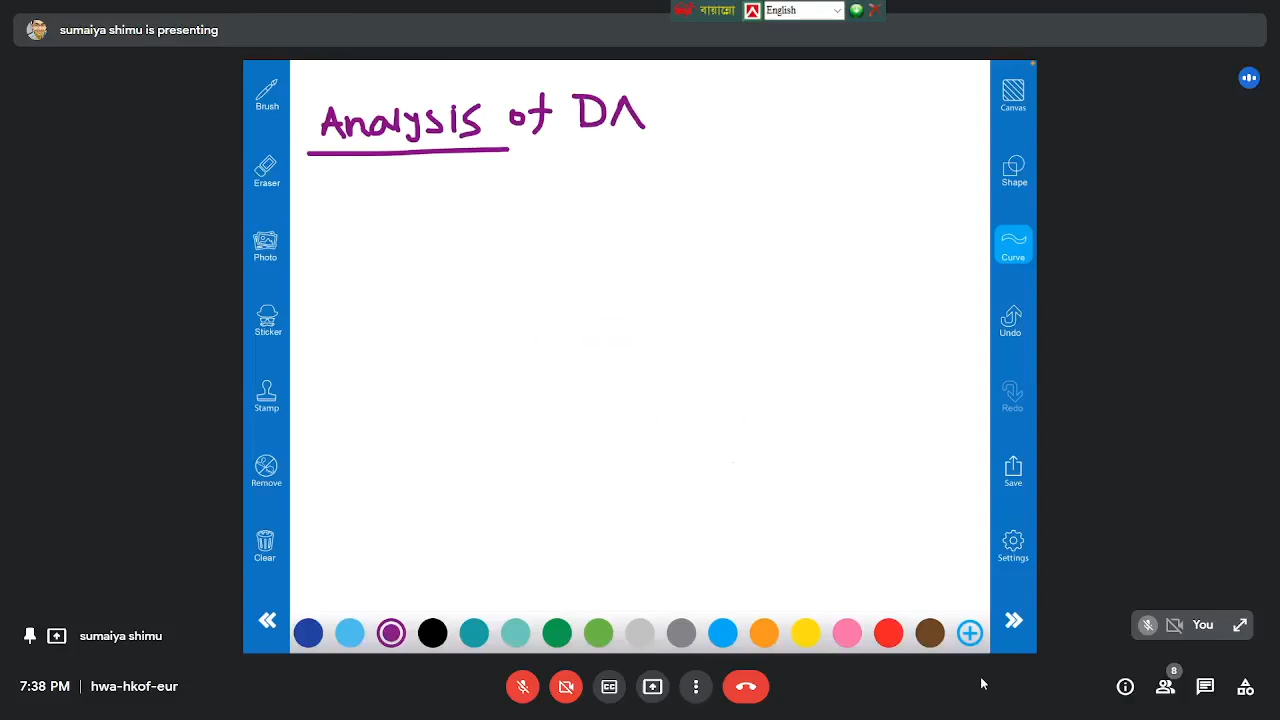 বায়ান্নো English
sumaiya shimu is presenting
Analysis of DA
Brush
Eraser
Photo
Sticker
Stamp
Remove
Clear
Canvas
Shape
Curve
Undo
Redo
Save
Settings
sumaiya shimu
You
7:38 PM | hwa-hkof-eur
8